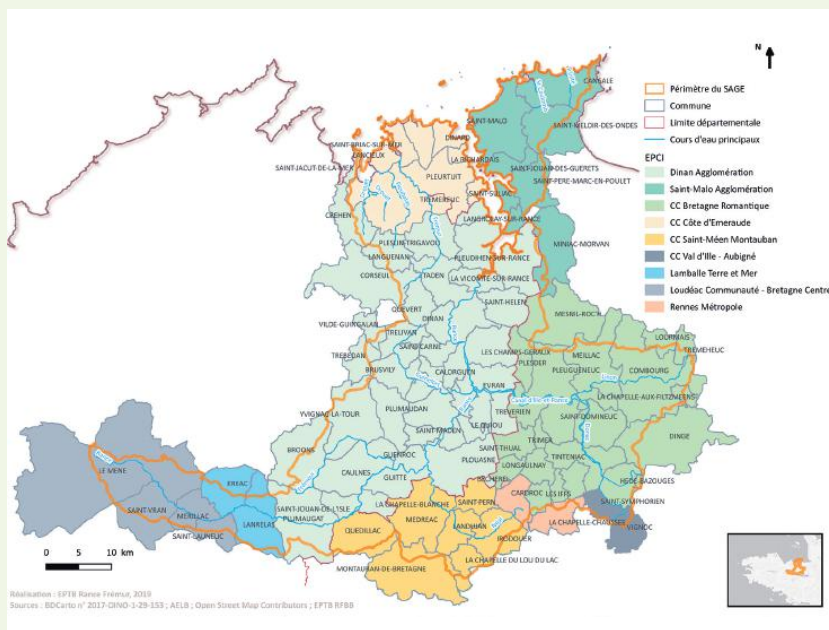 N
Périmètre du SAGE
Commune
Limite départementale
Cours d'eau principaux
EPCI
Dinan Agglomération
Saint-Malo Agglomération
CC Bretagne Romantique
CC Côte d'Emeraude
CC Saint-Méen Montauban
CC Val d'Ille - Aubigné
Lamballe Terre et Mer
Loudéac Communauté - Bretagne Centre
Rennes Métropole
CANCALE
SAINT-MALO
SAINT-MELOIR-DES-ONDES
DINARD
SAINT-BRIAC-SUR-MER
LANCIEUX
LA RICHARDAIS
SAINT-JACUT-DE-LA-MER
SAINT-JOUAN-DES-GUERETS
PLEURTUIT
SAINT-PERE-MARC-EN-POULET
SAINT-SULIAC
TREMEREUC
CREHEN
LANGROLAY-SUR-RANCE
MINIAC-MORVAN
PLESLIN-TRIGAVOU
LANGUENAN
PLEUDIHEN-SUR-RANCE
CORSEUL
TADEN
LA VICOMTE-SUR-RANCE
SAINT-HELEN
QUEVERT
MESNIL-ROC'H
VILDE-GUINGALAN
DINAN
TRELIVAN
LOURMAIS
SAINT-CARNE
TREMEHEUC
TREBEDAN
LES CHAMPS-GERAUX
PLESDER
MEILLAC
BRUSVILY
CALORGUEN
PLEUGUENEUC
COMBOURG
EVRAN
LA CHAPELLE-AUX-FILTZMEENS
Canal d'Ille-et-Rance
PLUMAUDAN
TREVERIEN
SAINT-DOMINEUC
YVIGNAC-LA-TOUR
SAINT-MADEN
LE QUIOU
DINGE
BROONS
GUENROC
SAINT-THUAL
TRIMER
PLOUASNE
TINTENIAC
LE MENE
CAULNES
GUITTE
LONGAULNAY
EREAC
BECHEREL
HEDE-BAZOUGES
SAINT-JOUAN-DE-L'ISLE
LA CHAPELLE-BLANCHE
SAINT-PERN
CARDROC
LES IFFS
SAINT-SYMPHORIEN
SAINT-VRAN
MERILLAC
PLUMAUGAT
MEDREAC
LANRELAS
LANDUJAN
LA CHAPELLE-CHAUSSEE
SAINT-LAUNEUC
QUEDILLAC
VIGNOC
IRODOUER
LA CHAPELLE DU LOU DU LAC
MONTAUBAN-DE-BRETAGNE
Rance
0 5 10 km
Réalisation : EPTB Rance Frémur, 2019
Sources : BDCarto n° 2017-DINO-1-29-153 ; AELB ; Open Street Map Contributors ; EPTB RFBB